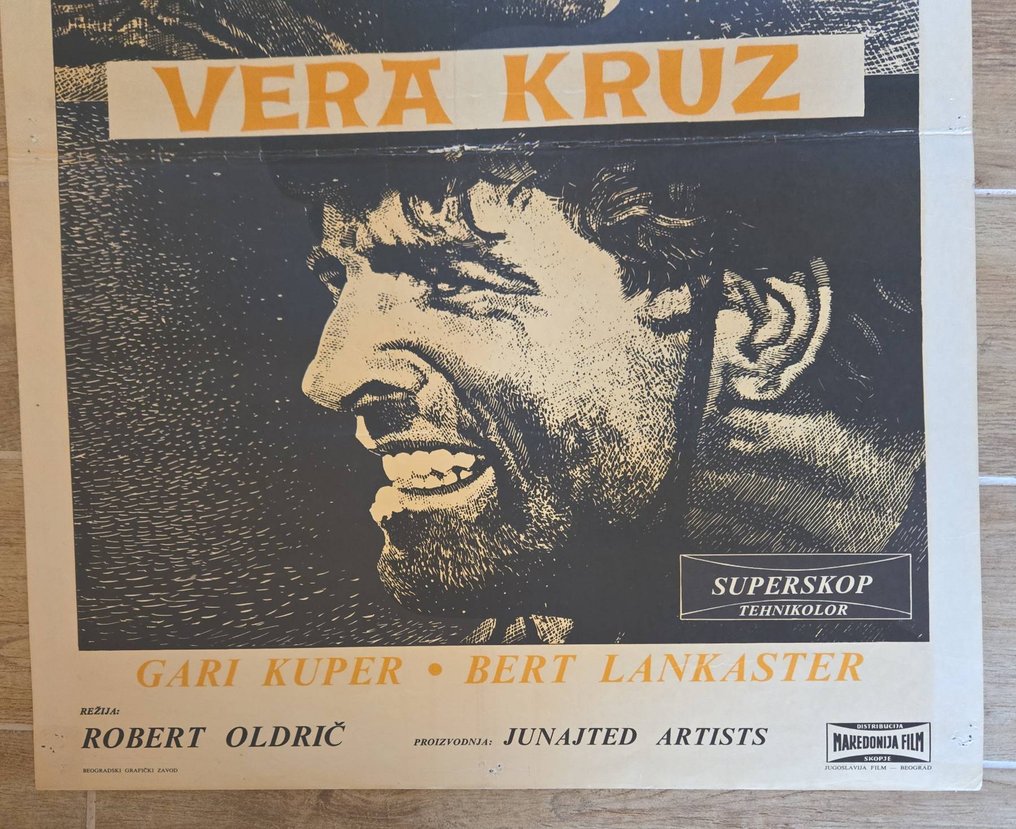 VERA KRUZ
SUPERSKOP
TEHNIKOLOR
GARI KUPER • BERT LANKASTER
REŽIJA:
ROBERT OLDRIČ
PROIZVODNJA: JUNAJTED ARTISTS
DISTRIBUCIJA
MAKEDONIJA FILM
SKOPJE
JUGOSLAVIJA FILM — BEOGRAD
BEOGRADSKI GRAFIČKI ZAVOD